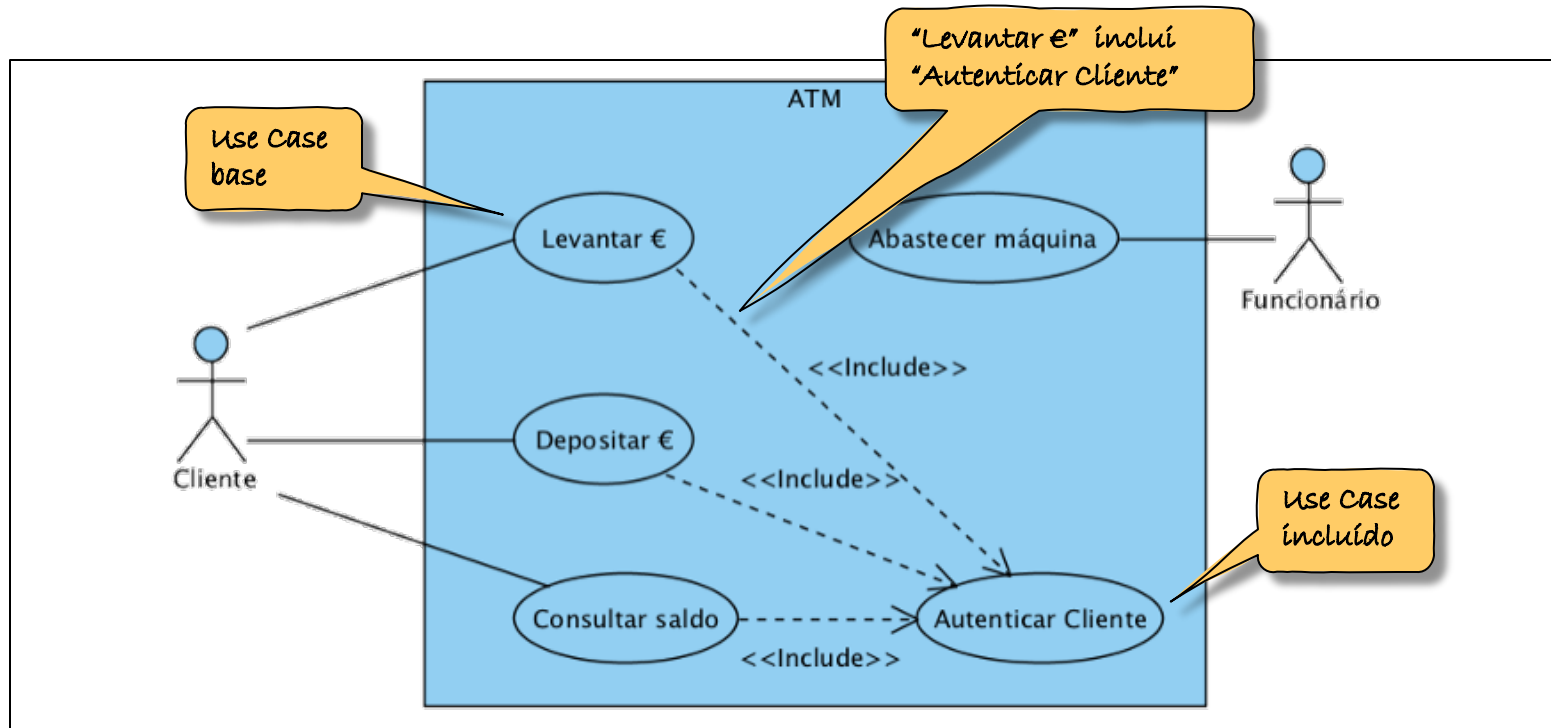 “Levantar €” inclui
“Autenticar Cliente”
ATM
Use Case
base
Levantar €
Abastecer máquina
Funcionário
<<Include>>
Depositar €
Cliente
<<Include>>
Use Case
incluído
Consultar saldo
Autenticar Cliente
<<Include>>